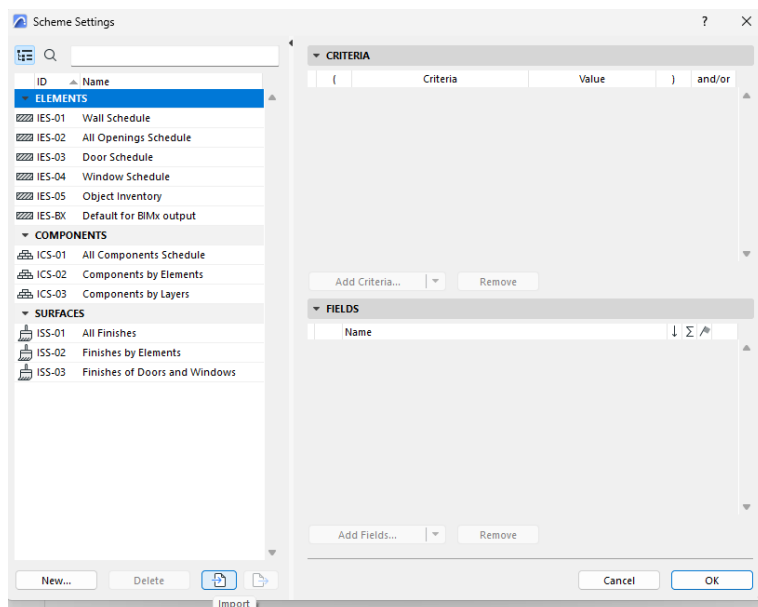 Scheme Settings
?
ID Name
ELEMENTS
IES-01 Wall Schedule
IES-02 All Openings Schedule
IES-03 Door Schedule
IES-04 Window Schedule
IES-05 Object Inventory
IES-BX Default for BIMx output
COMPONENTS
ICS-01 All Components Schedule
ICS-02 Components by Elements
ICS-03 Components by Layers
SURFACES
ISS-01 All Finishes
ISS-02 Finishes by Elements
ISS-03 Finishes of Doors and Windows
New... Delete
Import
CRITERIA
( Criteria Value ) and/or
Add Criteria... Remove
FIELDS
Name ↓ Σ
Add Fields... Remove
Cancel OK